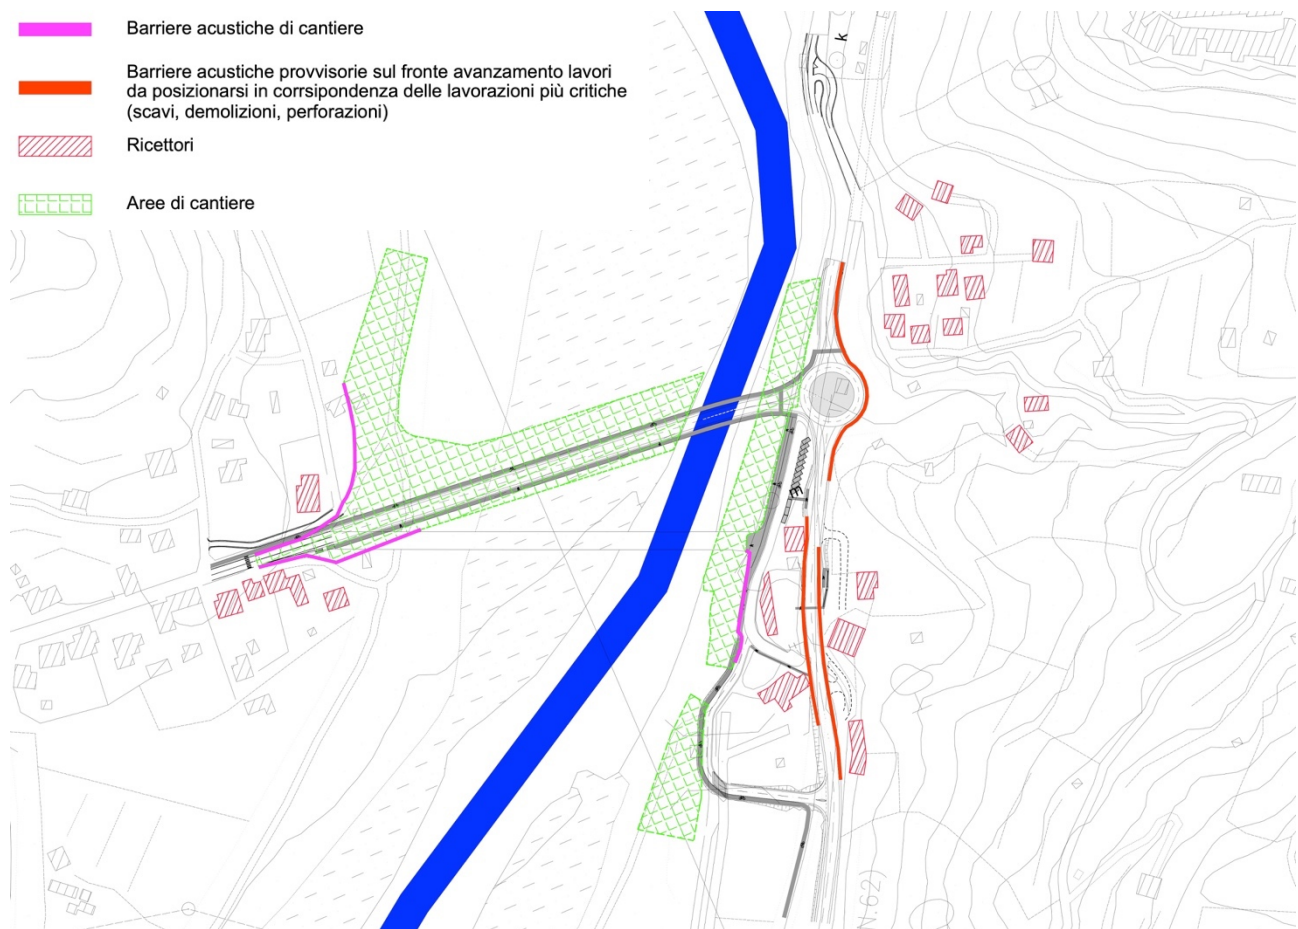 Barriere acustiche di cantiere
Barriere acustiche provvisorie sul fronte avanzamento lavori
da posizionarsi in corrsipondenza delle lavorazioni più critiche
(scavi, demolizioni, perforazioni)
Ricettori
Aree di cantiere
k
E
N.62)